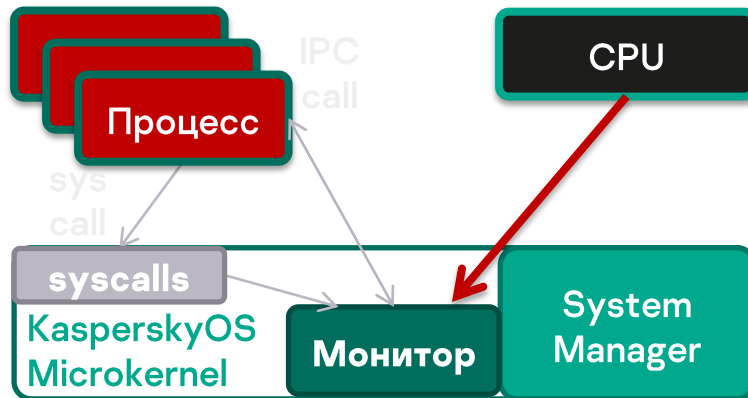 IPC
call
CPU
Процесс
sys
call
syscalls
KasperskyOS
Microkernel
Монитор
System
Manager